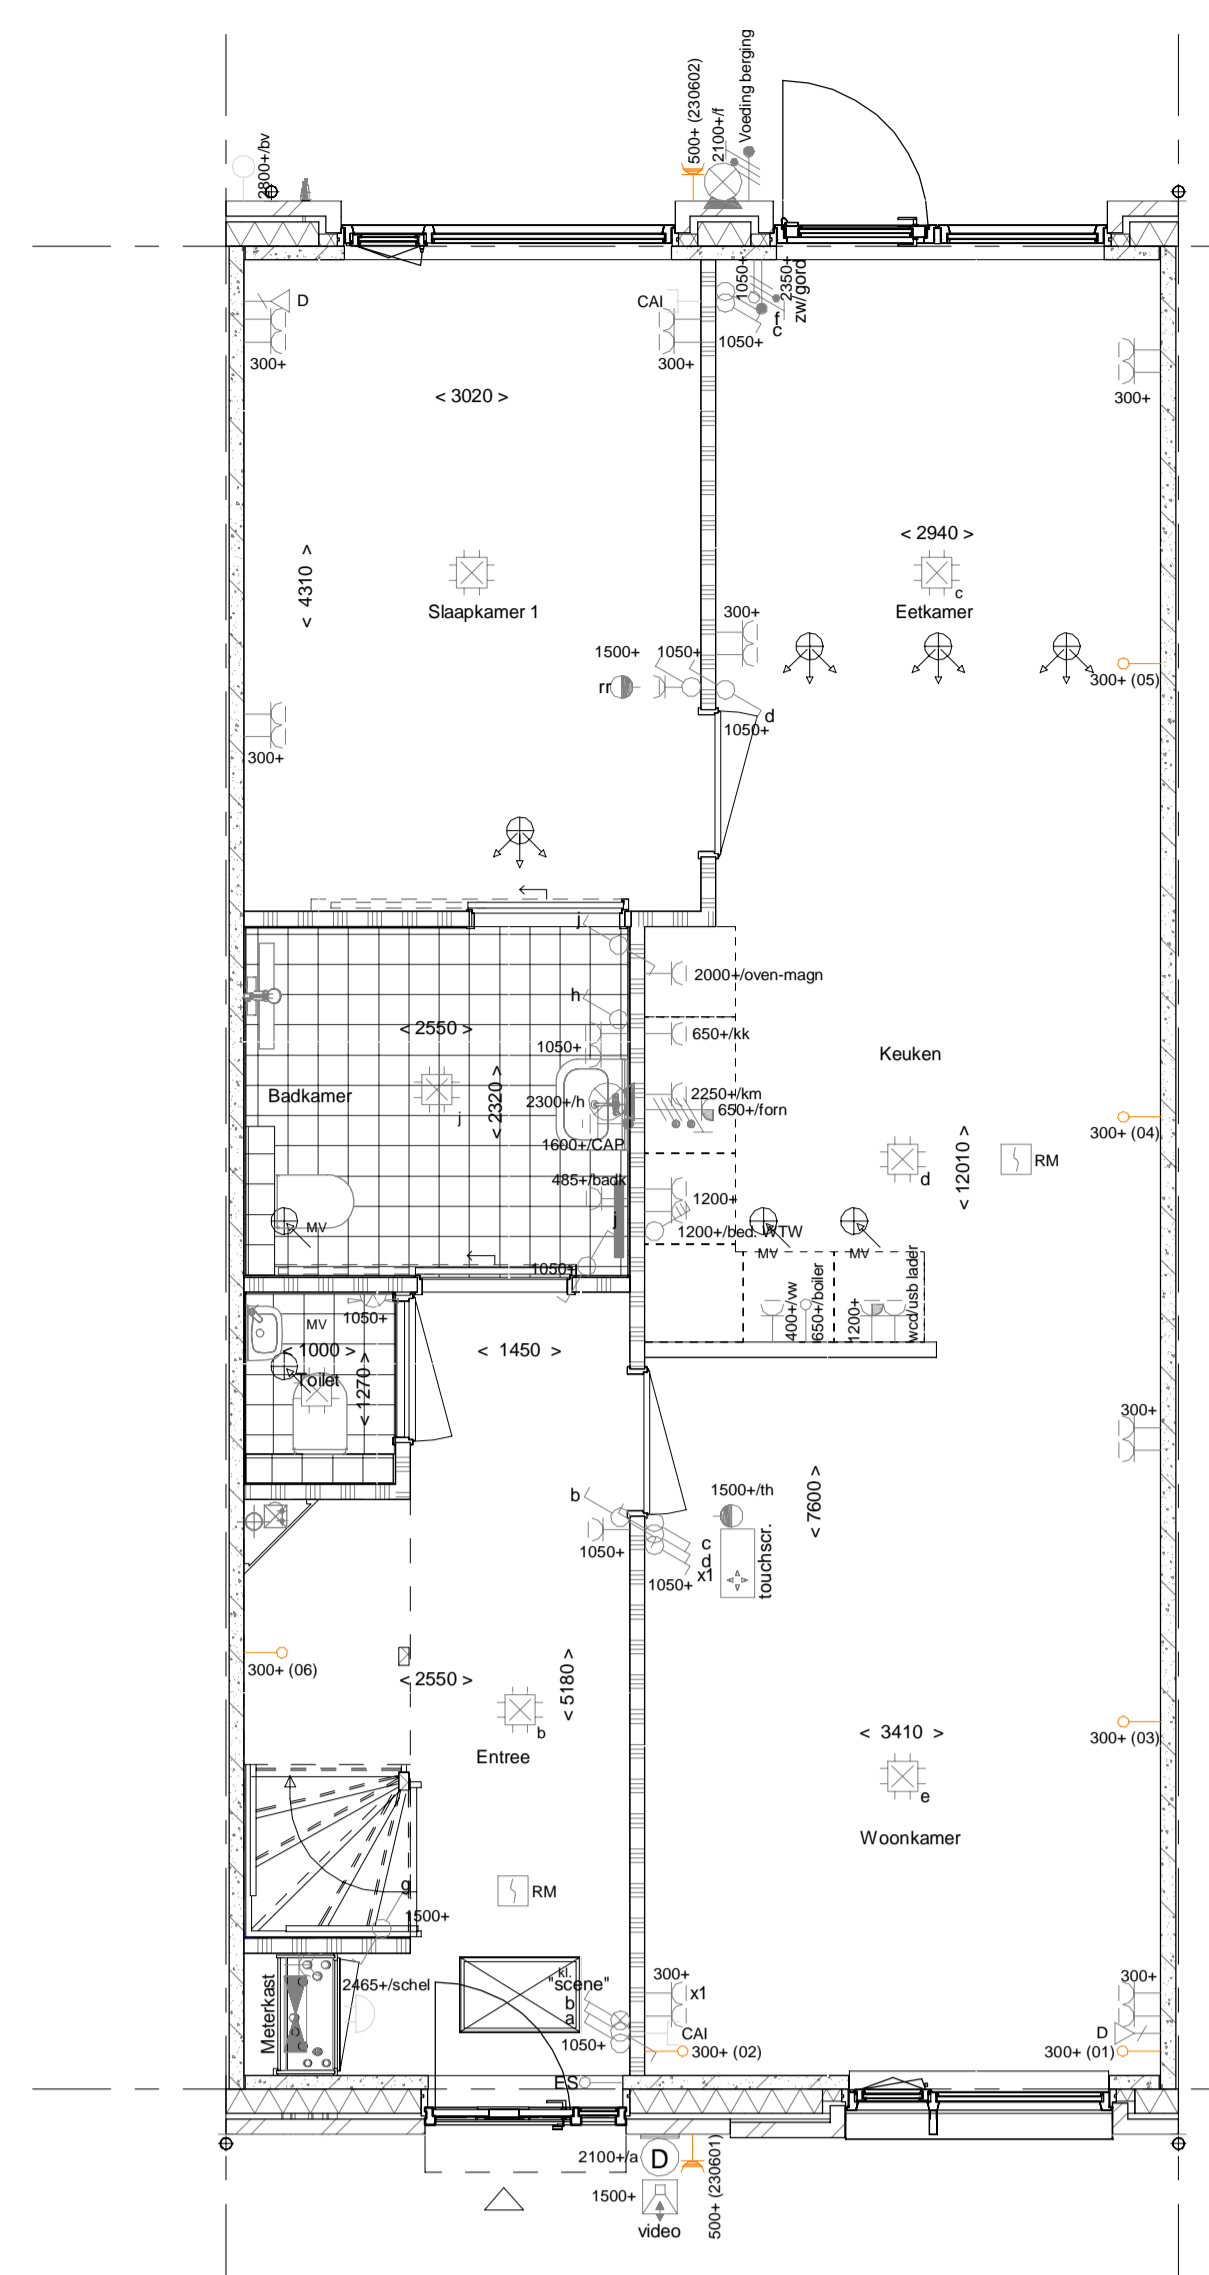 2800+/bv
500+ (230602)
2100+/f
Voeding berging
D
300+
CAI
300+
1050+
2350+
zw/gord
f
c
1050+
300+
< 3020 >
< 4310 >
Slaapkamer 1
< 2940 >
c
Eetkamer
300+
1500+
1050+
rr
d
1050+
300+ (05)
300+
j
2000+/oven-magn
h
< 2550 >
1050+
650+/kk
Keuken
Badkamer
j
< 2320 >
2300+/h
2250+/km
650+/forn
300+ (04)
1600+/CAP
485+/badk
d
RM
< 12010 >
1200+
j
MV
1200+/bed. WTW
MV
MV
1050+
400+/vw
650+/boiler
1200+
wcd/usb lader
1050+
MV
< 1000 >
Toilet
< 1270 >
< 1450 >
300+
b
1500+/th
< 7600 >
1050+
c
d
x1
1050+
touchscr.
300+ (06)
< 2550 >
< 5180 >
b
Entree
< 3410 >
300+ (03)
e
Woonkamer
g
1500+
RM
Meterkast
2465+/schel
kl.
"scene"
b
a
1050+
300+
x1
CAI
300+ (02)
300+
D
300+ (01)
ES
2100+/a
D
1500+
video
500+ (230601)